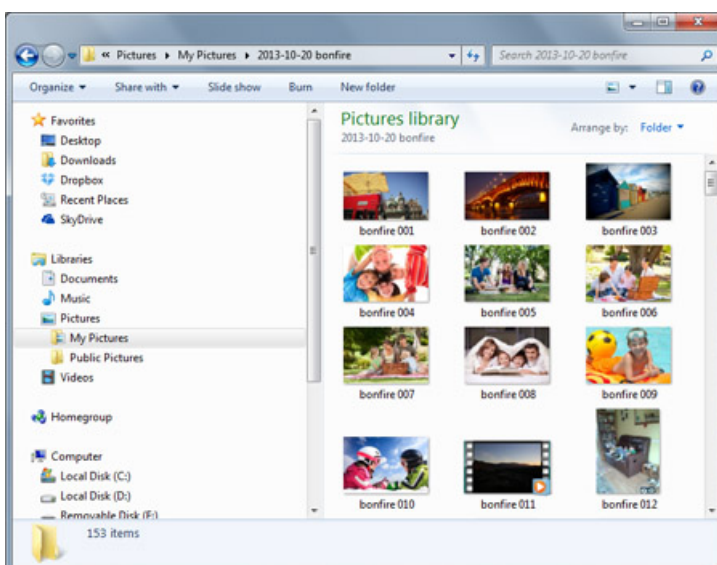 « Pictures ▸ My Pictures ▸ 2013-10-20 bonfire
Search 2013-10-20 bonfire
Organize Share with Slide show Burn New folder
Favorites
Desktop
Downloads
Dropbox
Recent Places
SkyDrive
Libraries
Documents
Music
Pictures
My Pictures
Public Pictures
Videos
Homegroup
Computer
Local Disk (C:)
Local Disk (D:)
Removable Disk (F:)
Pictures library
2013-10-20 bonfire
Arrange by: Folder
bonfire 001 bonfire 002 bonfire 003
bonfire 004 bonfire 005 bonfire 006
bonfire 007 bonfire 008 bonfire 009
bonfire 010 bonfire 011 bonfire 012
153 items